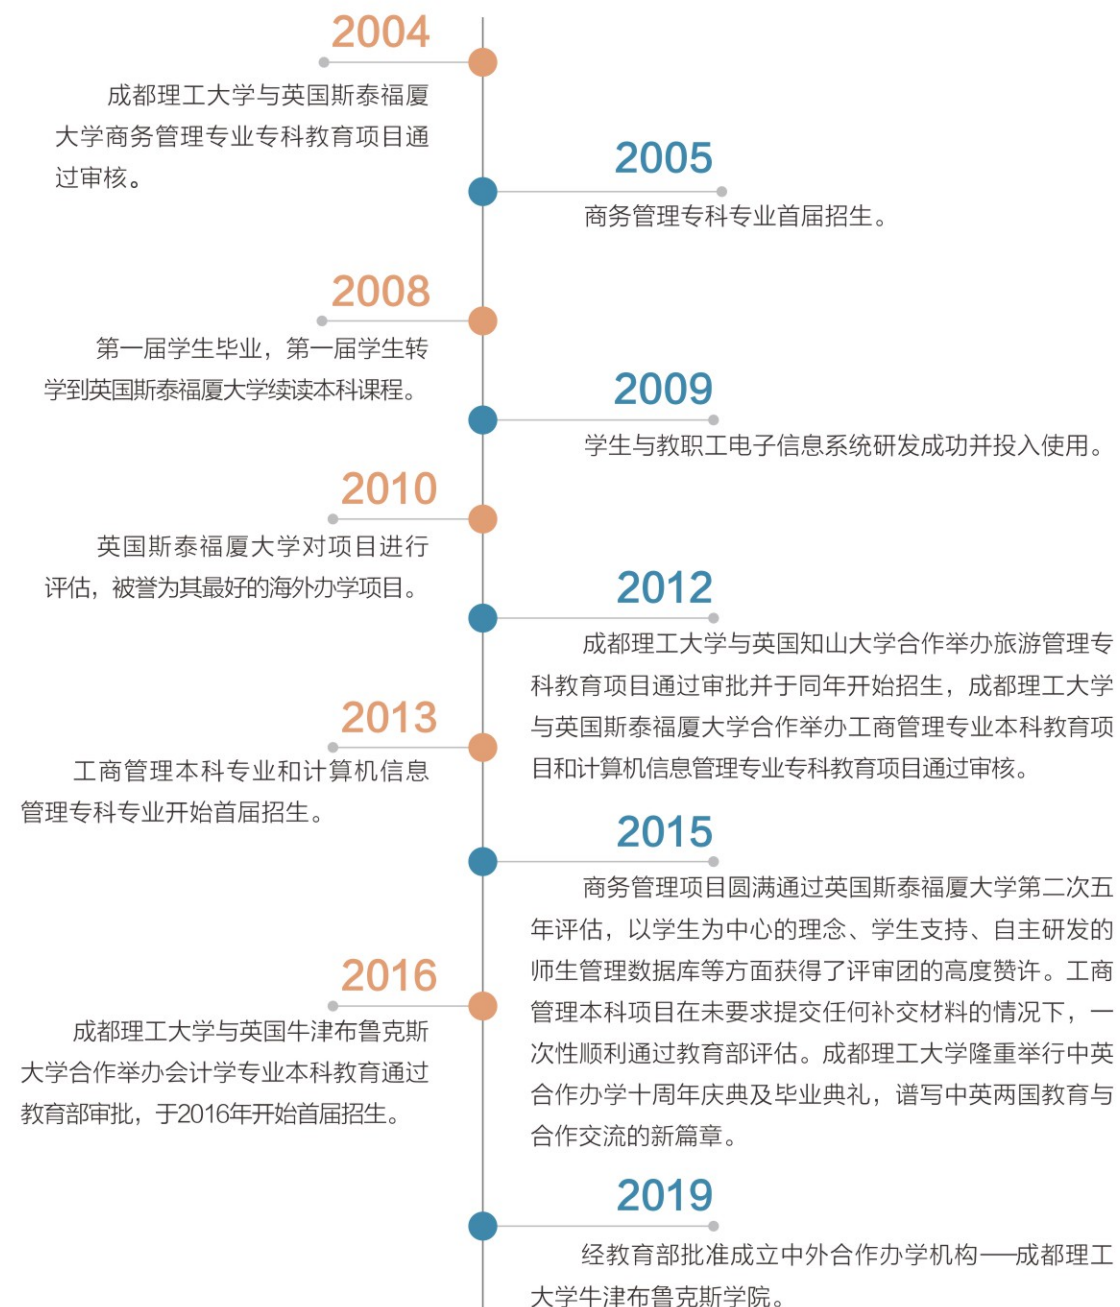 2004
成都理工大学与英国斯泰福厦
大学商务管理专业专科教育项目通
过审核。
2005
商务管理专科专业首届招生。
2008
第一届学生毕业，第一届学生转
学到英国斯泰福厦大学续读本科课程。
2009
学生与教职工电子信息系统研发成功并投入使用。
2010
英国斯泰福厦大学对项目进行
评估，被誉为其最好的海外办学项目。
2012
成都理工大学与英国知山大学合作举办旅游管理专
科教育项目通过审批并于同年开始招生，成都理工大学
与英国斯泰福厦大学合作举办工商管理专业本科教育项
目和计算机信息管理专业专科教育项目通过审核。
2013
工商管理本科专业和计算机信息
管理专科专业开始首届招生。
2015
商务管理项目圆满通过英国斯泰福厦大学第二次五
年评估，以学生为中心的理念、学生支持、自主研发的
师生管理数据库等方面获得了评审团的高度赞许。工商
管理本科项目在未要求提交任何补交材料的情况下，一
次性顺利通过教育部评估。成都理工大学隆重举行中英
合作办学十周年庆典及毕业典礼，谱写中英两国教育与
合作交流的新篇章。
2016
成都理工大学与英国牛津布鲁克斯
大学合作举办会计学专业本科教育通过
教育部审批，于2016年开始首届招生。
2019
经教育部批准成立中外合作办学机构——成都理工
大学牛津布鲁克斯学院。